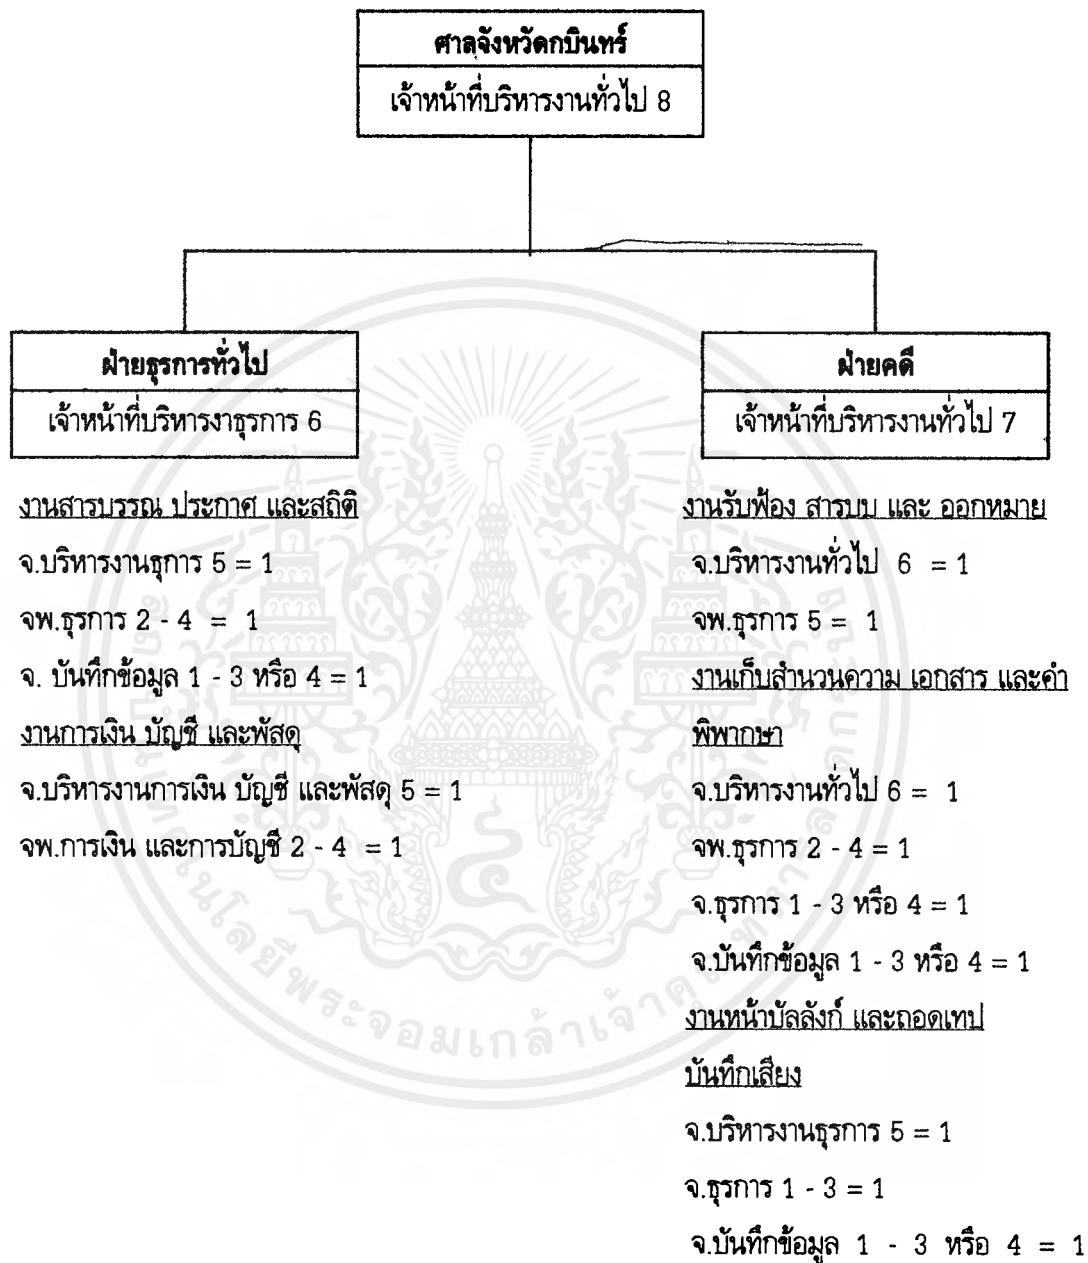 ศาลจังหวัดกบินทร์
เจ้าหน้าที่บริหารงานทั่วไป 8
ฝ่ายธุรการทั่วไป
เจ้าหน้าที่บริหารงาธุรการ 6
งานสารบรรณ ประกาศ และสถิติ
จ.บริหารงานธุการ 5 = 1
จพ.ธุรการ 2 - 4 = 1
จ. บันทึกข้อมูล 1 - 3 หรือ 4 = 1
งานการเงิน บัญชี และพัสดุ
จ.บริหารงานการเงิน บัญชี และพัสดุ 5 = 1
จพ.การเงิน และการบัญชี 2 - 4 = 1
ฝ่ายคดี
เจ้าหน้าที่บริหารงานทั่วไป 7
งานรับฟ้อง สารบบ และ ออกหมาย
จ.บริหารงานทั่วไป 6 = 1
จพ.ธุรการ 5 = 1
งานเก็บสำนวนความ เอกสาร และคำ
พิพากษา
จ.บริหารงานทั่วไป 6 = 1
จพ.ธุรการ 2 - 4 = 1
จ.ธุรการ 1 - 3 หรือ 4 = 1
จ.บันทึกข้อมูล 1 - 3 หรือ 4 = 1
งานหน้าบัลลังก์ และถอดเทป
บันทึกเสียง
จ.บริหารงานธุรการ 5 = 1
จ.ธุรการ 1 - 3 = 1
จ.บันทึกข้อมูล 1 - 3 หรือ 4 = 1